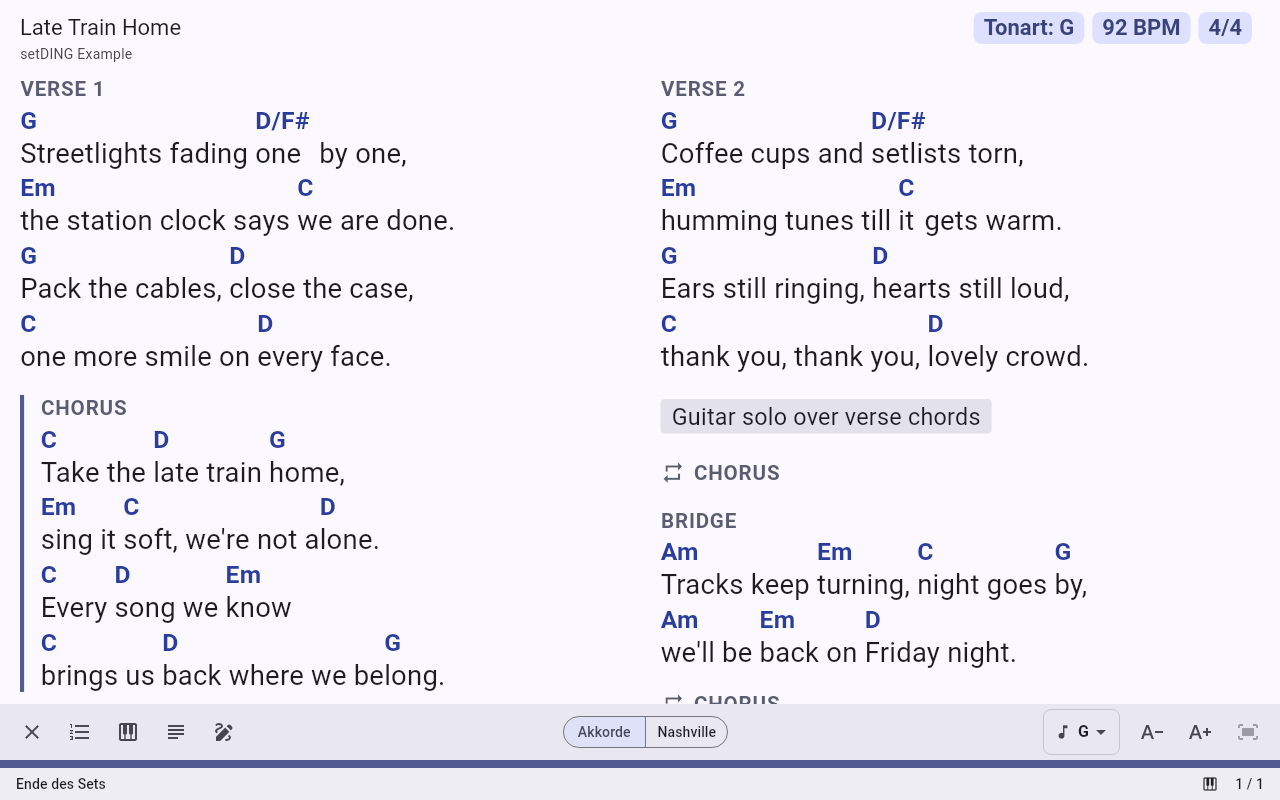 Late Train Home
setDING Example
Tonart: G 92 BPM 4/4
VERSE 1
G D/F#
Streetlights fading one by one,
Em C
the station clock says we are done.
G D
Pack the cables, close the case,
C D
one more smile on every face.
CHORUS
C D G
Take the late train home,
Em C D
sing it soft, we're not alone.
C D Em
Every song we know
C D G
brings us back where we belong.
VERSE 2
G D/F#
Coffee cups and setlists torn,
Em C
humming tunes till it gets warm.
G D
Ears still ringing, hearts still loud,
C D
thank you, thank you, lovely crowd.
Guitar solo over verse chords
CHORUS
BRIDGE
Am Em C G
Tracks keep turning, night goes by,
Am Em D
we'll be back on Friday night.
CHORUS
Akkorde Nashville
G A- A+
Ende des Sets
1 / 1